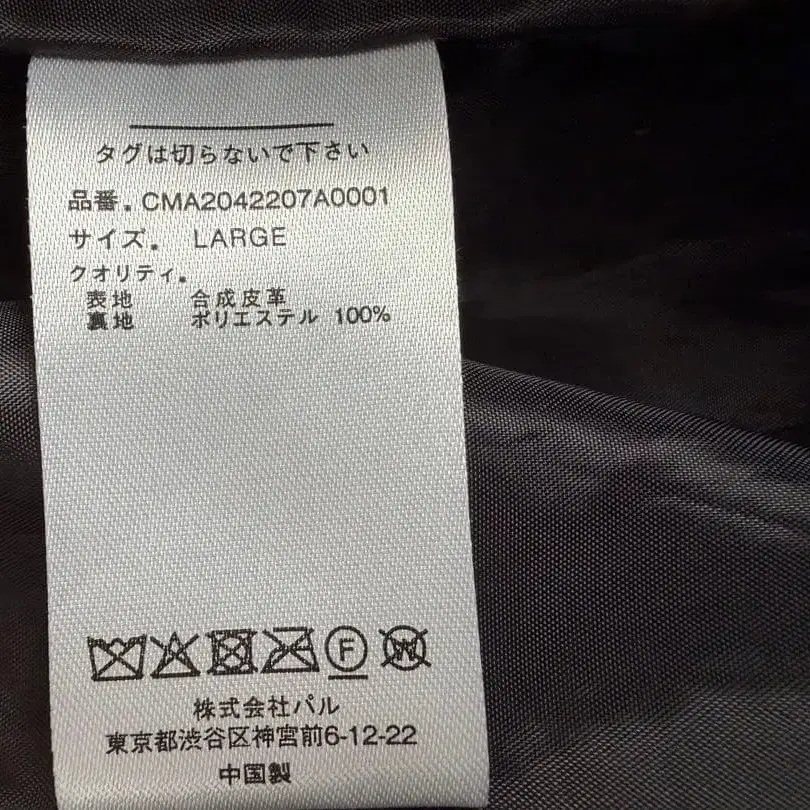 タグは切らないで下さい
品番. CMA2042207A0001
サイズ. LARGE
クオリティ.
表地 合成皮革
裏地 ポリエステル 100%
F W
株式会社パル
東京都渋谷区神宮前6-12-22
中国製